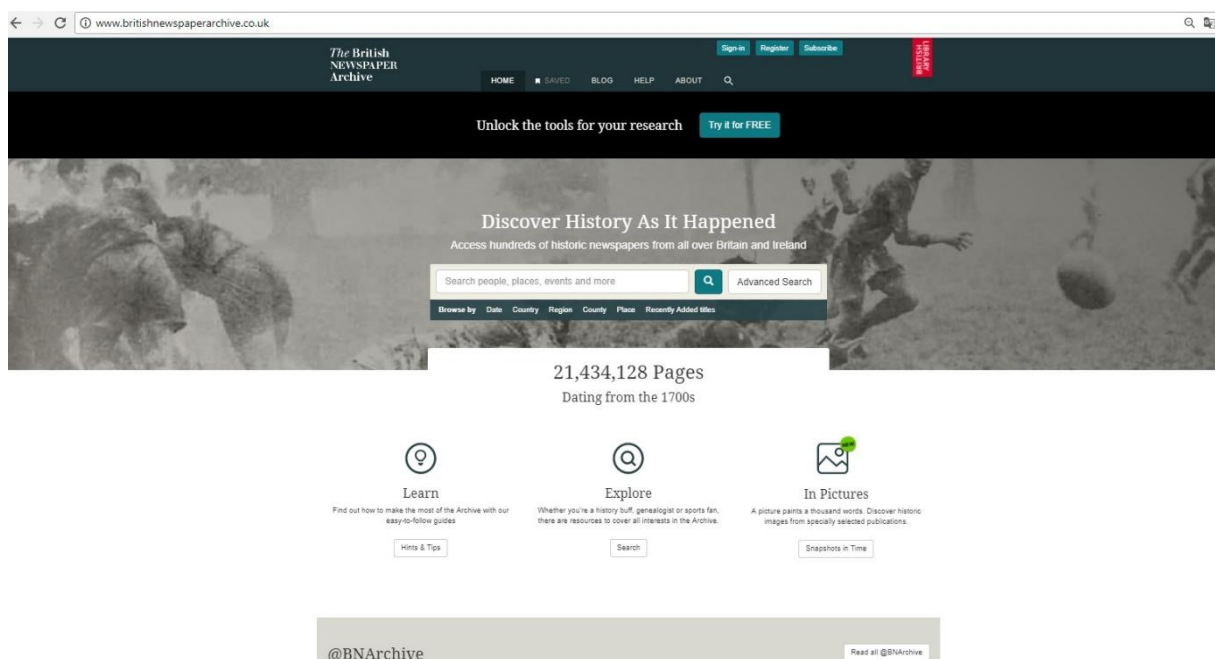 www.britishnewspaperarchive.co.uk
The British
NEWSPAPER
Archive
Sign-in Register Subscribe
BRITISH
LIBRARY
HOME SAVED BLOG HELP ABOUT
Unlock the tools for your research Try it for FREE
Discover History As It Happened
Access hundreds of historic newspapers from all over Britain and Ireland
Search people, places, events and more Advanced Search
Browse by Date Country Region County Place Recently Added titles
21,434,128 Pages
Dating from the 1700s
NEW
Learn
Find out how to make the most of the Archive with our
easy-to-follow guides
Hints & Tips
Explore
Whether you're a history buff, genealogist or sports fan,
there are resources to cover all interests in the Archive.
Search
In Pictures
A picture paints a thousand words. Discover historic
images from specially selected publications.
Snapshots in Time
@BNArchive Read all @BNArchive